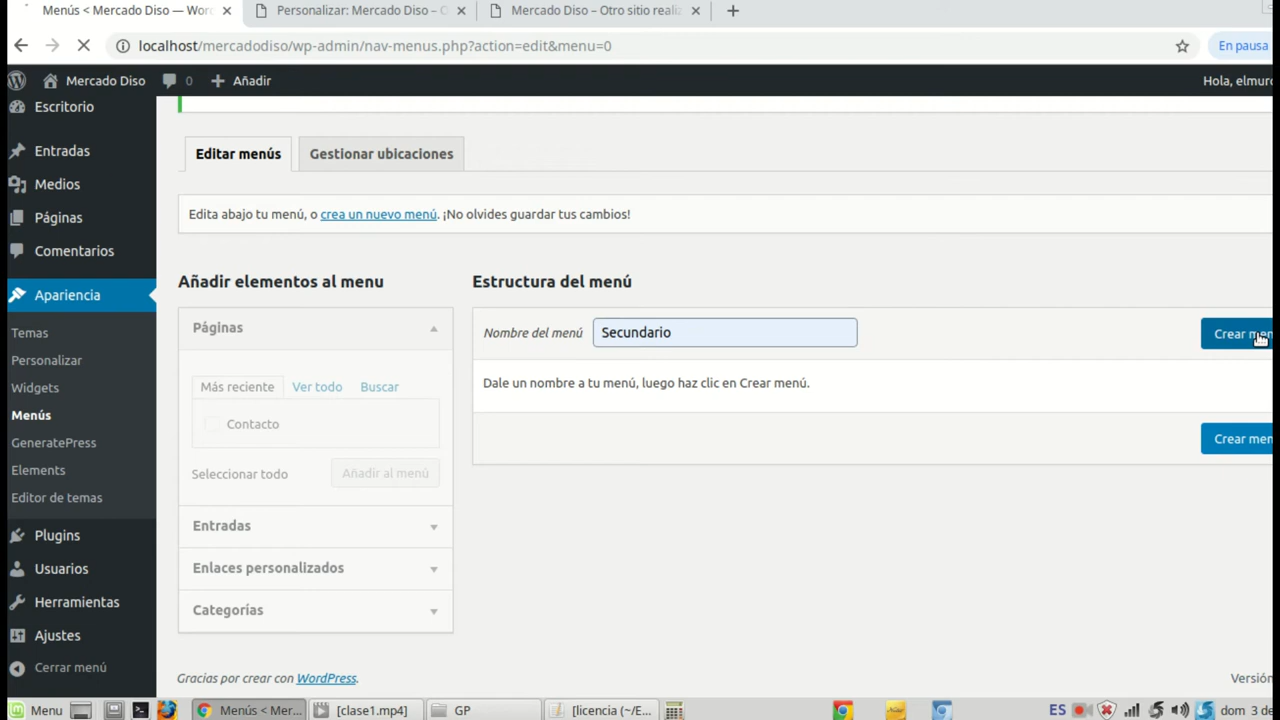 Menús < Mercado Diso — Wor
Personalizar: Mercado Diso –
Mercado Diso – Otro sitio realiz
localhost/mercadodiso/wp-admin/nav-menus.php?action=edit&menu=0
En pausa
Mercado Diso
0
Añadir
Hola, elmurc
Escritorio
Entradas
Medios
Páginas
Comentarios
Apariencia
Temas
Personalizar
Widgets
Menús
GeneratePress
Elements
Editor de temas
Plugins
Usuarios
Herramientas
Ajustes
Cerrar menú
Editar menús
Gestionar ubicaciones
Edita abajo tu menú, o crea un nuevo menú. ¡No olvides guardar tus cambios!
Añadir elementos al menu
Páginas
Más reciente
Ver todo
Buscar
Contacto
Seleccionar todo
Añadir al menú
Entradas
Enlaces personalizados
Categorías
Estructura del menú
Nombre del menú
Secundario
Crear men
Dale un nombre a tu menú, luego haz clic en Crear menú.
Crear men
Gracias por crear con WordPress.
Versión
Menu
Menús < Mer...
[clase1.mp4]
GP
[licencia (~/E...
ES
dom 3 de